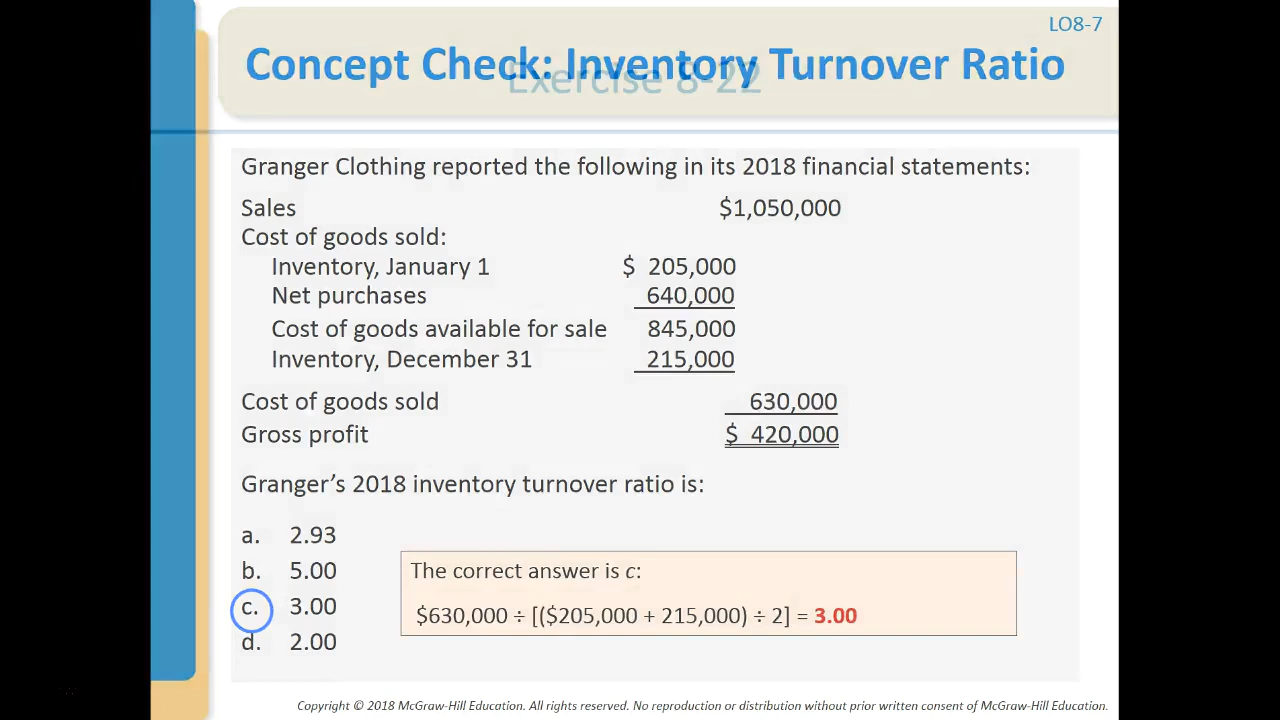 LO8-7
Concept Check: Inventory Turnover Ratio
Exercise 8-22
Granger Clothing reported the following in its 2018 financial statements:
Sales $1,050,000
Cost of goods sold:
Inventory, January 1 $ 205,000
Net purchases 640,000
Cost of goods available for sale 845,000
Inventory, December 31 215,000
Cost of goods sold 630,000
Gross profit $ 420,000
Granger’s 2018 inventory turnover ratio is:
a. 2.93
b. 5.00
c. 3.00
d. 2.00
The correct answer is c:
$630,000 ÷ [($205,000 + 215,000) ÷ 2] = 3.00
Copyright © 2018 McGraw-Hill Education. All rights reserved. No reproduction or distribution without prior written consent of McGraw-Hill Education.